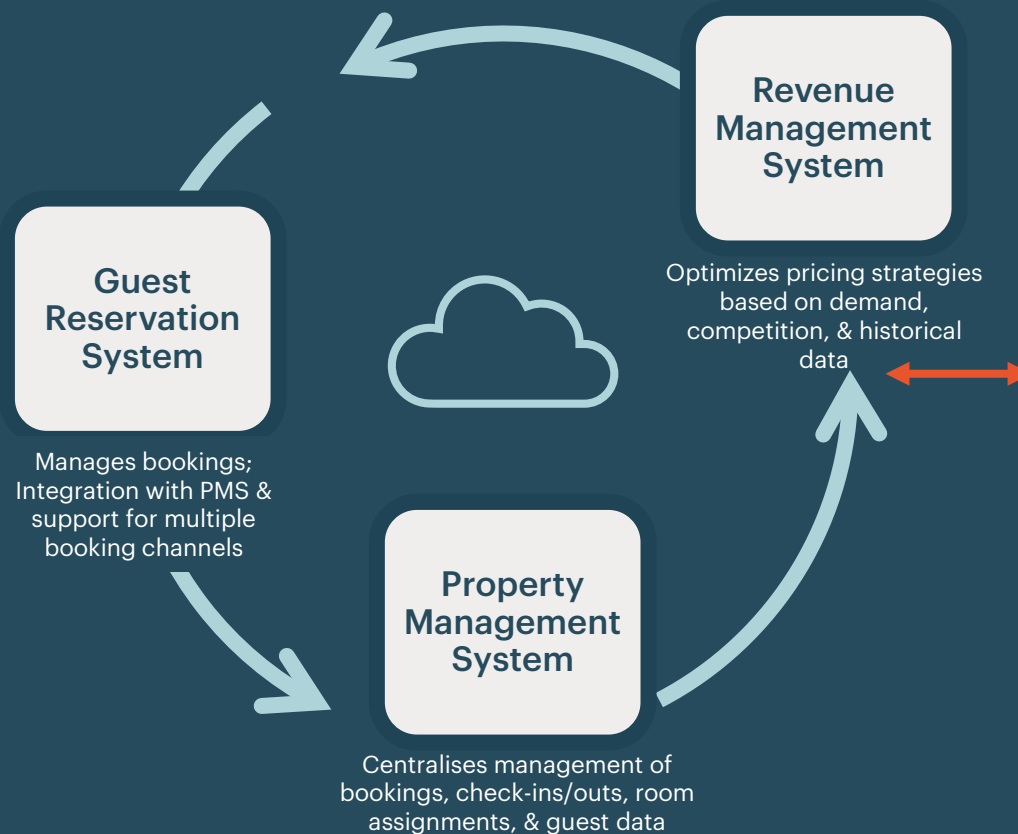 Revenue
Management
System
Optimizes pricing strategies
based on demand,
competition, & historical
data
Guest
Reservation
System
Manages bookings;
Integration with PMS &
support for multiple
booking channels
Property
Management
System
Centralises management of
bookings, check-ins/outs, room
assignments, & guest data